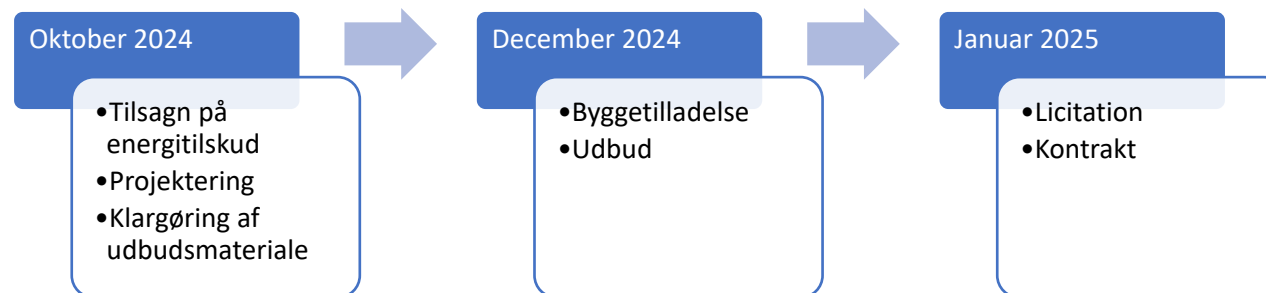 Oktober 2024
•Tilsagn på
energitilskud
•Projektering
•Klargøring af
udbudsmateriale
December 2024
•Byggetilladelse
•Udbud
Januar 2025
•Licitation
•Kontrakt